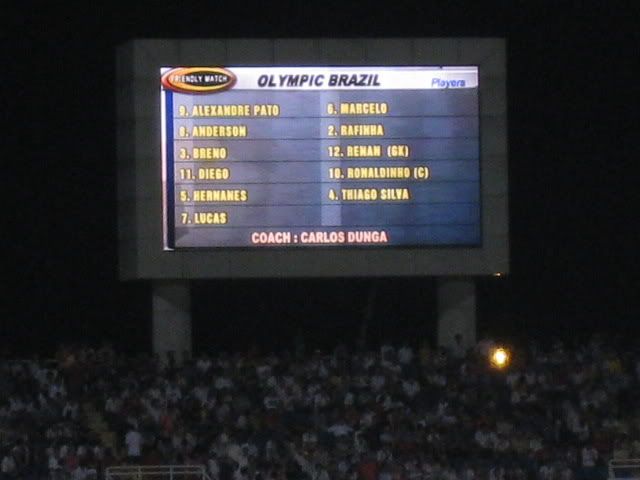 FRIENDLY MATCH
OLYMPIC BRAZIL
Players
9. ALEXANDRE PATO
8. ANDERSON
3. BRENO
11. DIEGO
5. HERNANES
7. LUCAS
6. MARCELO
2. RAFINHA
12. RENAN (GK)
10. RONALDINHO (C)
4. THIAGO SILVA
COACH : CARLOS DUNGA